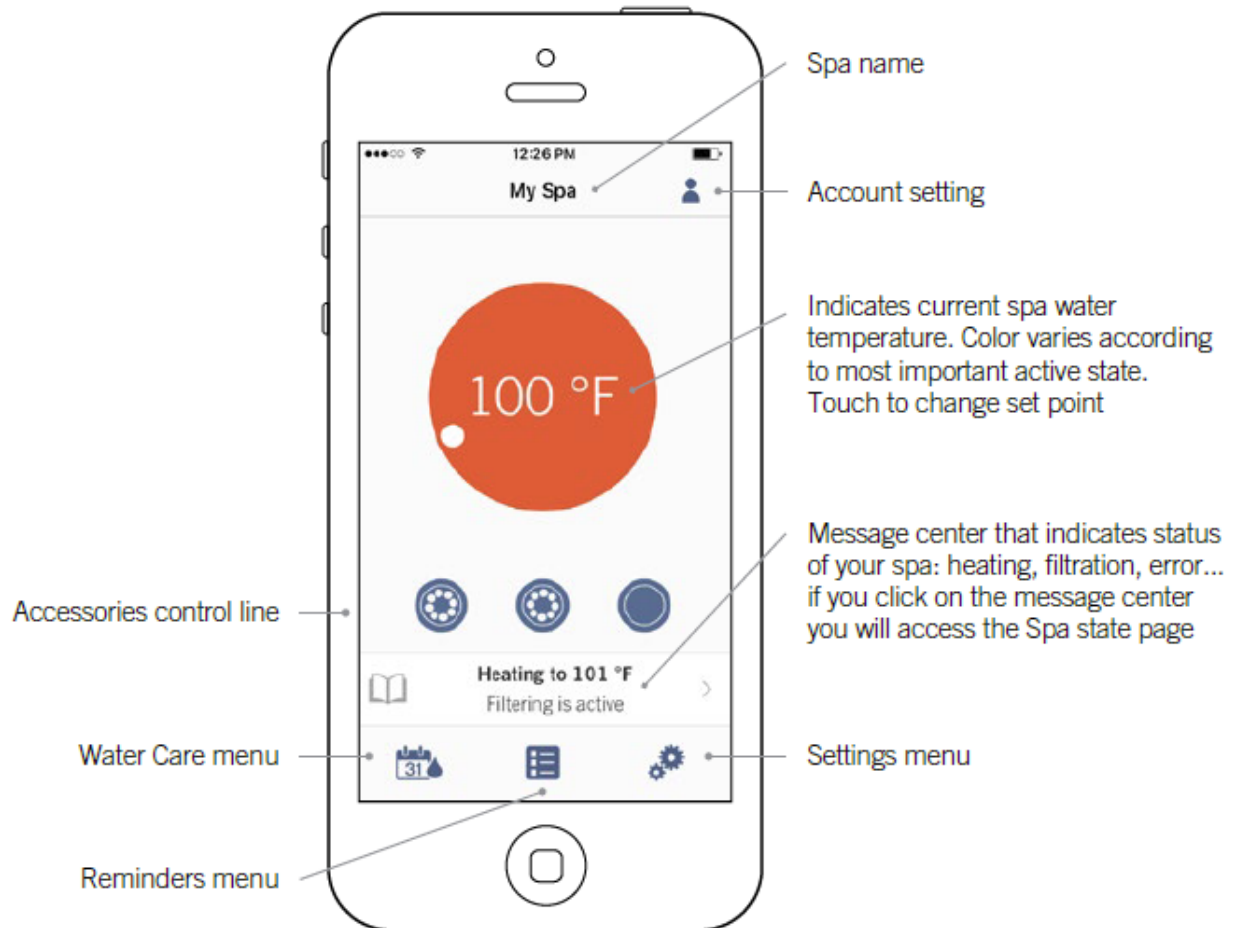 Spa name
12:26 PM
My Spa
Account setting
Indicates current spa water
temperature. Color varies according
to most important active state.
Touch to change set point
100 °F
Message center that indicates status
of your spa: heating, filtration, error...
if you click on the message center
you will access the Spa state page
Accessories control line
Heating to 101 °F
Filtering is active
Water Care menu
31
Settings menu
Reminders menu